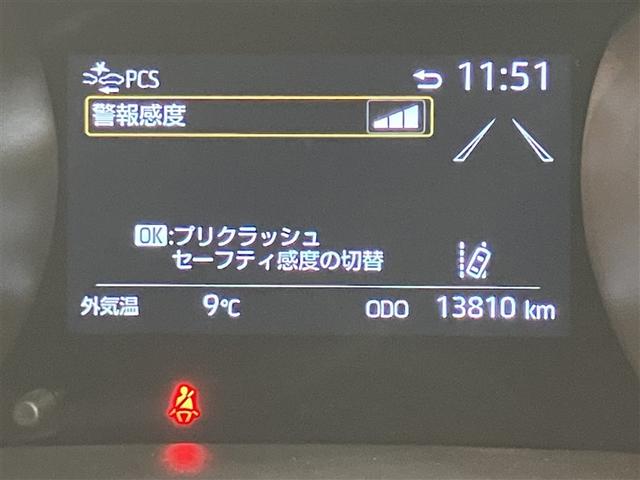 PCS 11:51
警報感度
OK:プリクラッシュ
セーフティ感度の切替
外気温 9℃ ODO 13810 km